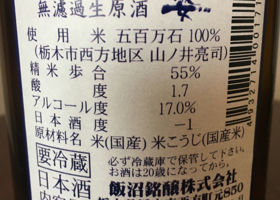 無濾過生原酒
使用米 五百万石 100%
(栃木市西方地区 山ノ井亮司)
精米歩合 55%
酸度 1.7
アルコール度 17.0%
日本酒度 −1
原材料名 米(国産) 米こうじ(国産米)
要冷蔵 必ず冷蔵庫で保管して下さい。
お酒は20歳になってから。
日本酒 飯沼銘醸株式会社
850